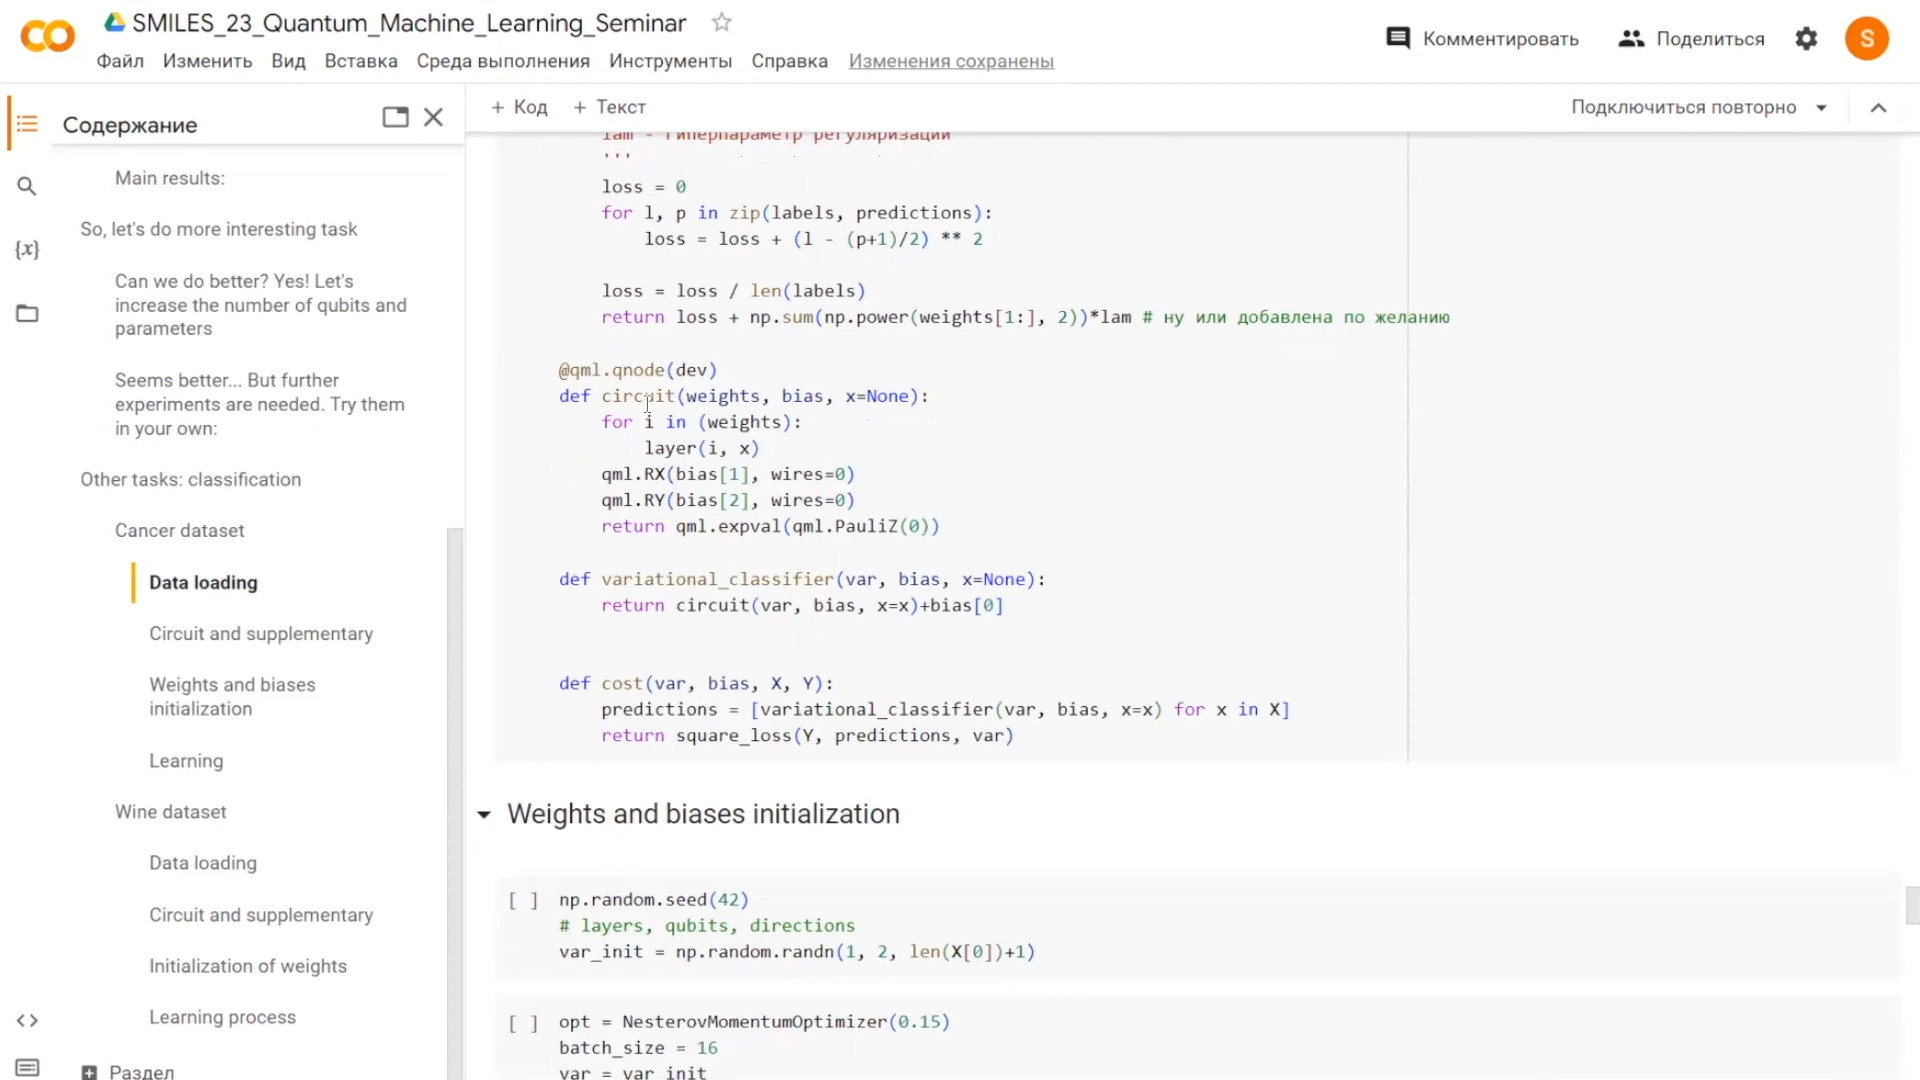 SMILES_23_Quantum_Machine_Learning_Seminar
Комментировать
Поделиться
S
Файл Изменить Вид Вставка Среда выполнения Инструменты Справка Изменения сохранены
Содержание
+ Код + Текст
Подключиться повторно
Main results:
So, let's do more interesting task
Can we do better? Yes! Let's
increase the number of qubits and
parameters
Seems better... But further
experiments are needed. Try them
in your own:
Other tasks: classification
Cancer dataset
Data loading
Circuit and supplementary
Weights and biases
initialization
Learning
Wine dataset
Data loading
Circuit and supplementary
Initialization of weights
Learning process
Раздел
{x}
<>
lam - Гиперпараметр регуляризации
'''
loss = 0
for l, p in zip(labels, predictions):
loss = loss + (l - (p+1)/2) ** 2
loss = loss / len(labels)
return loss + np.sum(np.power(weights[1:], 2))*lam # ну или добавлена по желанию
@qml.qnode(dev)
def circuit(weights, bias, x=None):
for i in (weights):
layer(i, x)
qml.RX(bias[1], wires=0)
qml.RY(bias[2], wires=0)
return qml.expval(qml.PauliZ(0))
def variational_classifier(var, bias, x=None):
return circuit(var, bias, x=x)+bias[0]
def cost(var, bias, X, Y):
predictions = [variational_classifier(var, bias, x=x) for x in X]
return square_loss(Y, predictions, var)
Weights and biases initialization
[ ] np.random.seed(42)
# layers, qubits, directions
var_init = np.random.randn(1, 2, len(X[0])+1)
[ ] opt = NesterovMomentumOptimizer(0.15)
batch_size = 16
var = var_init